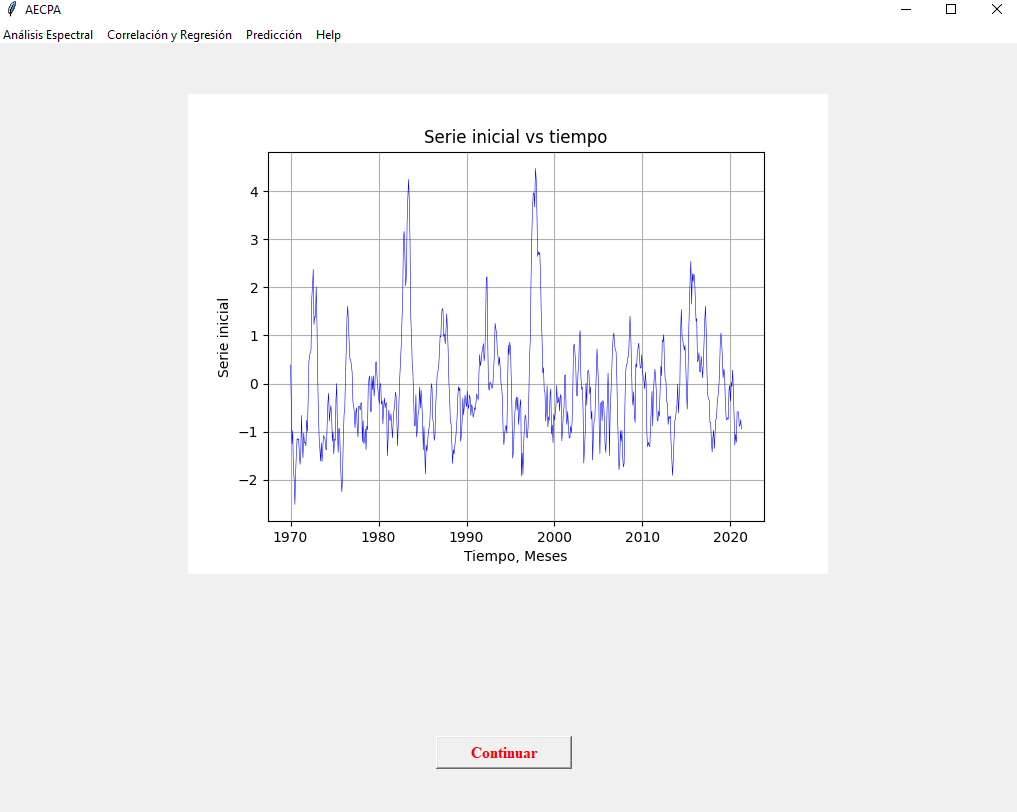 AECPA
Análisis Espectral Correlación y Regresión Predicción Help
Serie inicial vs tiempo
4
3
2
1
0
−1
−2
Serie inicial
1970 1980 1990 2000 2010 2020
Tiempo, Meses
Continuar